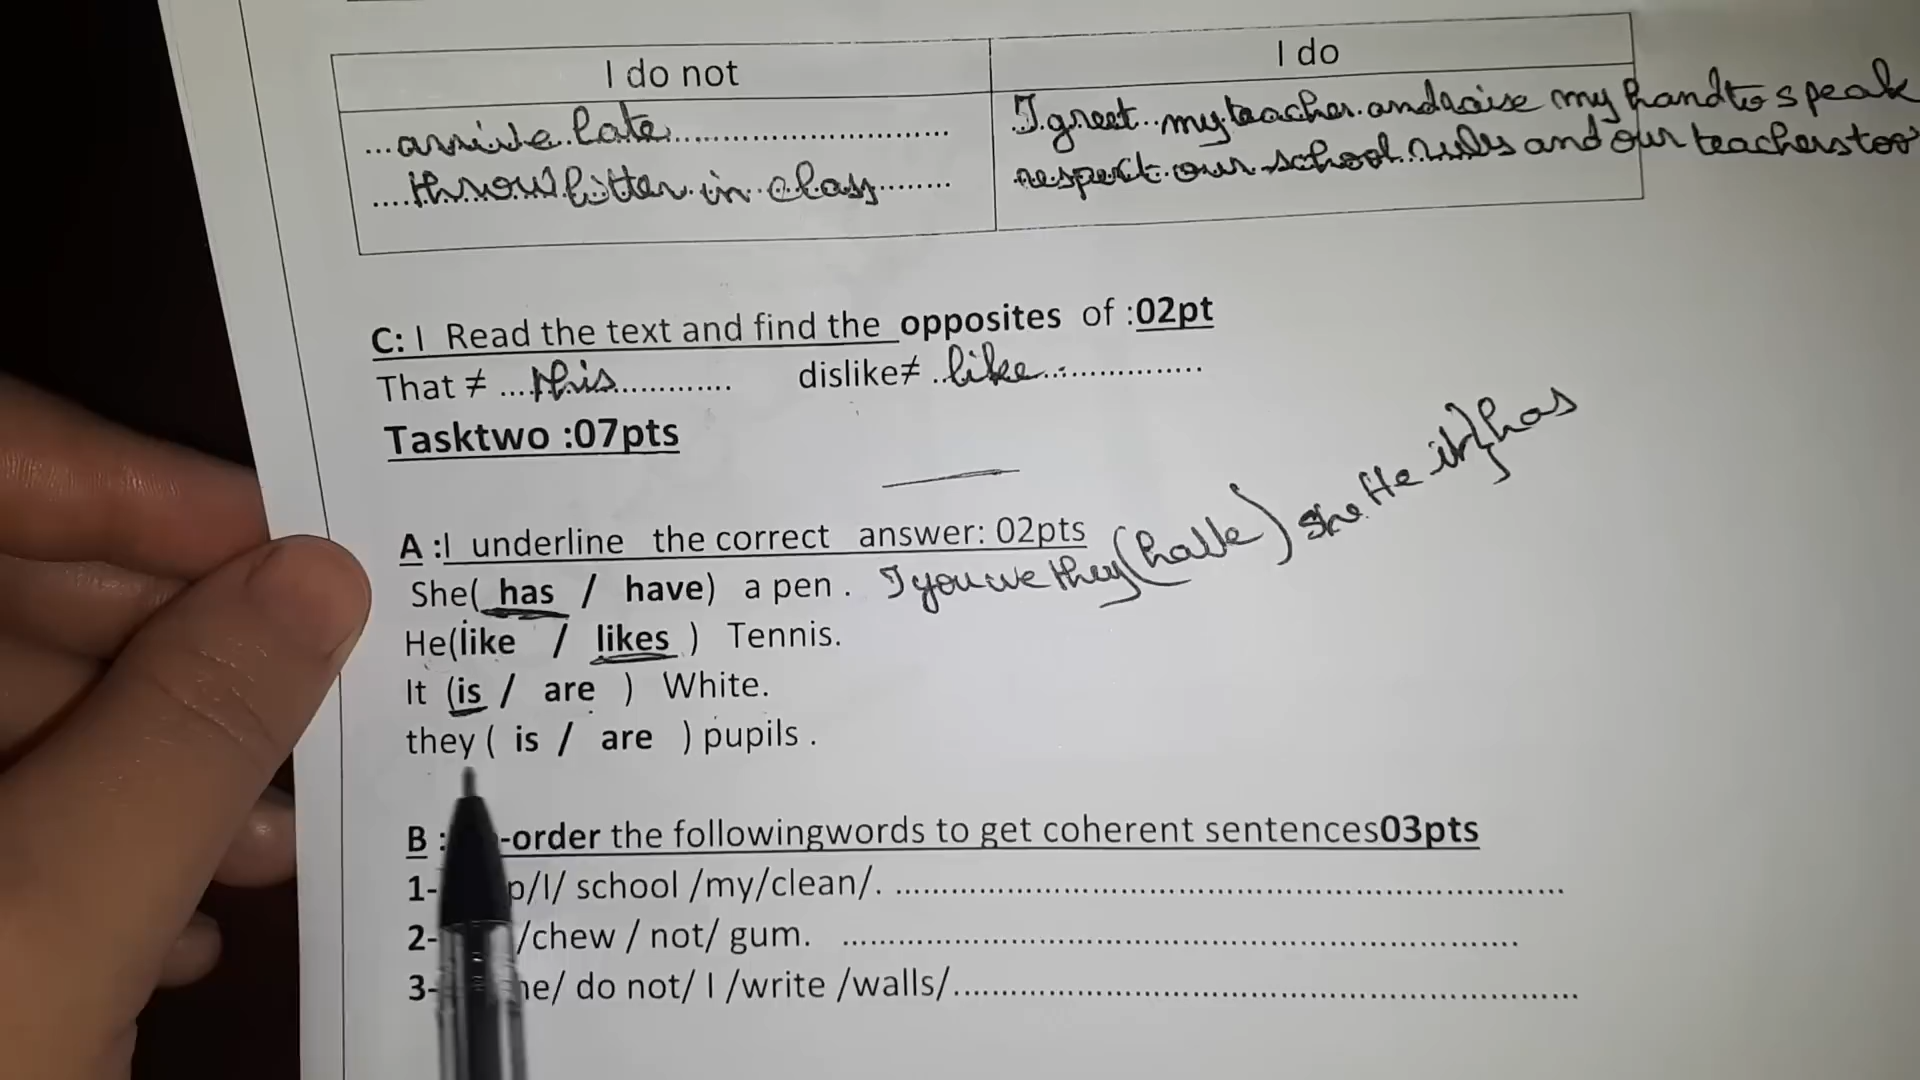 I do not
I do
...arrive late..............................
....throw litter in class........
I greet..my teacher.and raise my hand to speak
respect.our.school.rules and our teachers too
C: I Read the text and find the opposites of :02pt
That ≠ ....this............. dislike≠ ..like..:..............
Tasktwo :07pts
A :I underline the correct answer: 02pts
She( has / have) a pen . I you we they (have) she He it} has
He(like / likes ) Tennis.
It (is / are ) White.
they ( is / are ) pupils .
B : -order the followingwords to get coherent sentences03pts
1- p/I/ school /my/clean/. ..................................................................
2- /chew / not/ gum. ..................................................................
3- he/ do not/ I /write /walls/..............................................................